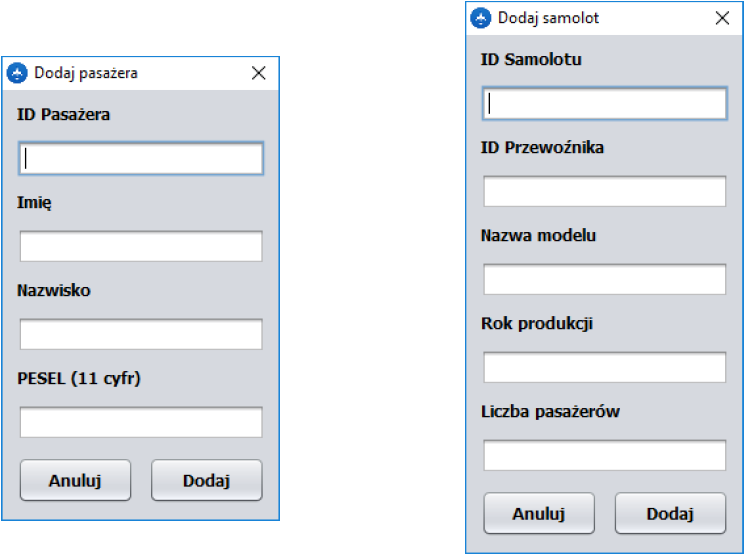 Dodaj pasażera
ID Pasażera
Imię
Nazwisko
PESEL (11 cyfr)
Anuluj Dodaj
Dodaj samolot
ID Samolotu
ID Przewoźnika
Nazwa modelu
Rok produkcji
Liczba pasażerów
Anuluj Dodaj